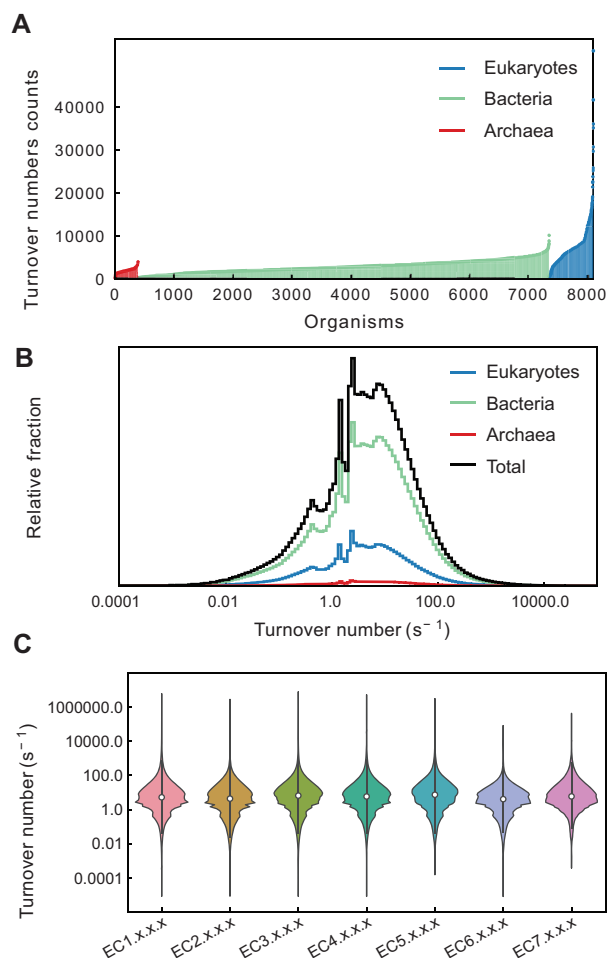 A
Turnover numbers counts
40000
30000
20000
10000
0
Eukaryotes
Bacteria
Archaea
0 1000 2000 3000 4000 5000 6000 7000 8000
Organisms
B
Relative fraction
Eukaryotes
Bacteria
Archaea
Total
0.0001 0.01 1.0 100.0 10000.0
Turnover number (s⁻¹)
C
Turnover number (s⁻¹)
1000000.0
10000.0
100.0
1.0
0.01
0.0001
EC1.x.x.x EC2.x.x.x EC3.x.x.x EC4.x.x.x EC5.x.x.x EC6.x.x.x EC7.x.x.x